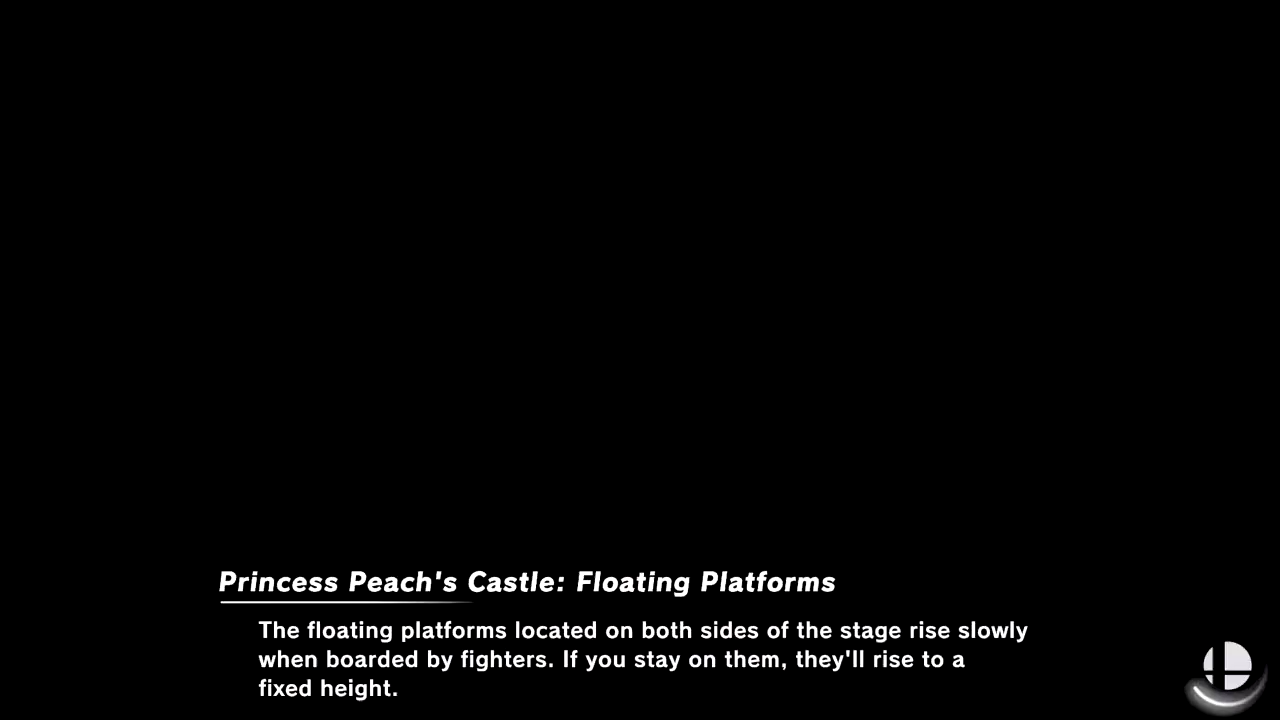 Princess Peach's Castle: Floating Platforms
The floating platforms located on both sides of the stage rise slowly
when boarded by fighters. If you stay on them, they'll rise to a
fixed height.